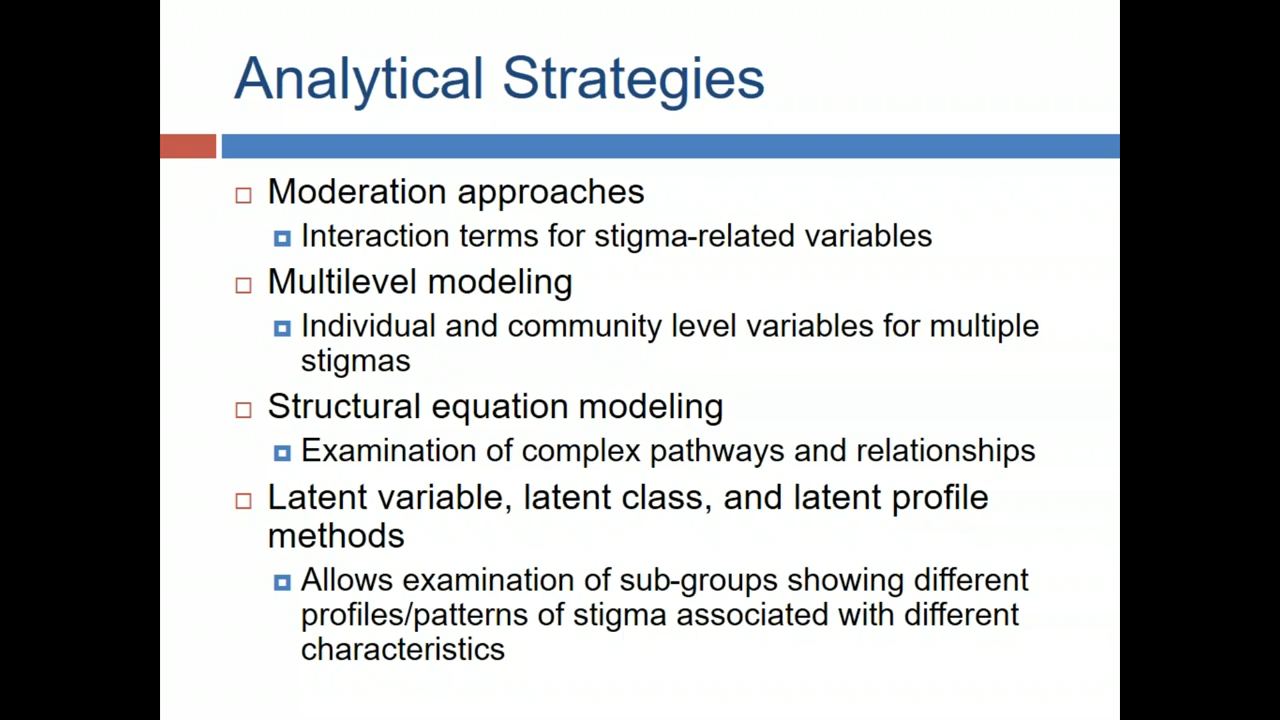 Analytical Strategies
Moderation approaches
Interaction terms for stigma-related variables
Multilevel modeling
Individual and community level variables for multiple
stigmas
Structural equation modeling
Examination of complex pathways and relationships
Latent variable, latent class, and latent profile
methods
Allows examination of sub-groups showing different
profiles/patterns of stigma associated with different
characteristics